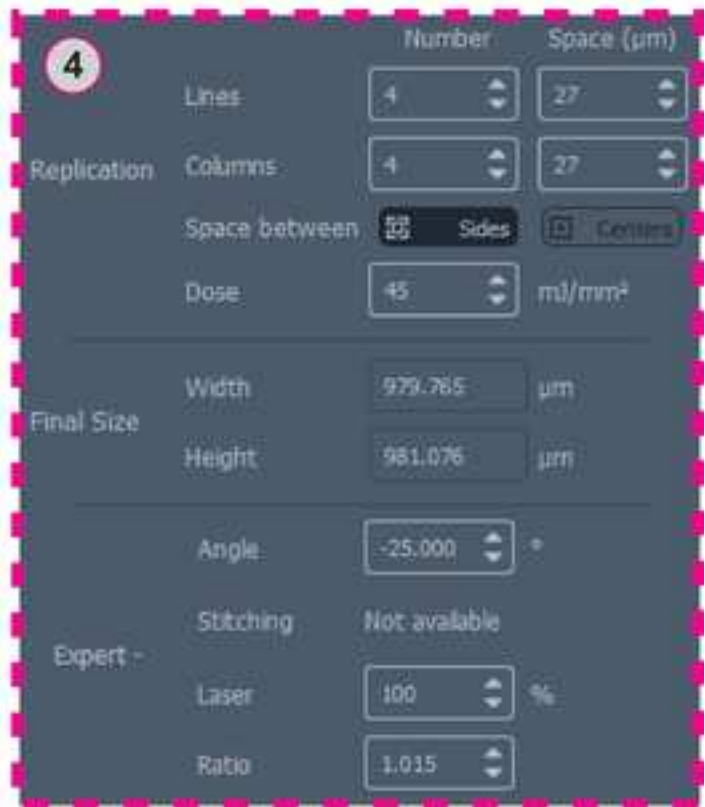 4
Number Space (µm)
Lines 4 27
Replication Columns 4 27
Space between Sides Centers
Dose 45 mJ/mm²
Width 979.765 µm
Final Size
Height 981.076 µm
Angle -25.000 °
Stitching Not available
Expert -
Laser 100 %
Ratio 1.015